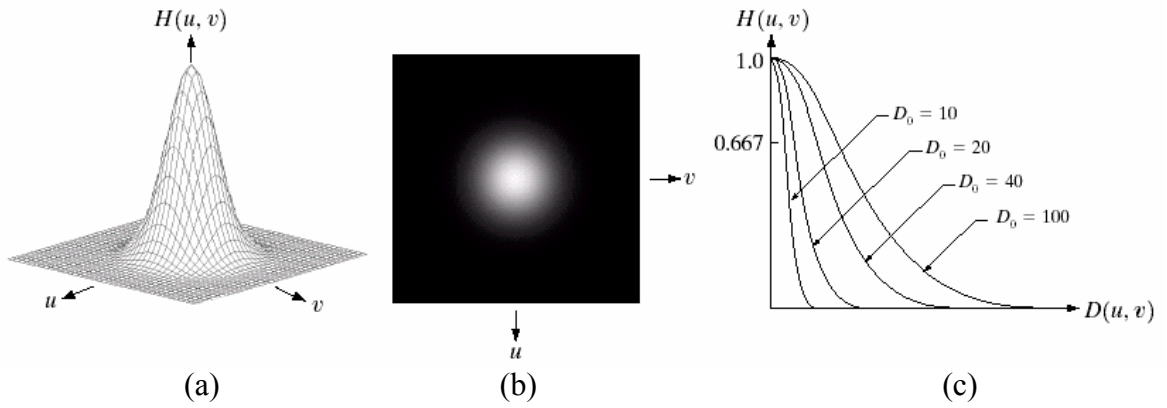 H(u, v)
u
v
(a)
v
u
(b)
H(u, v)
1.0
0.667
D₀ = 10
D₀ = 20
D₀ = 40
D₀ = 100
D(u, v)
(c)